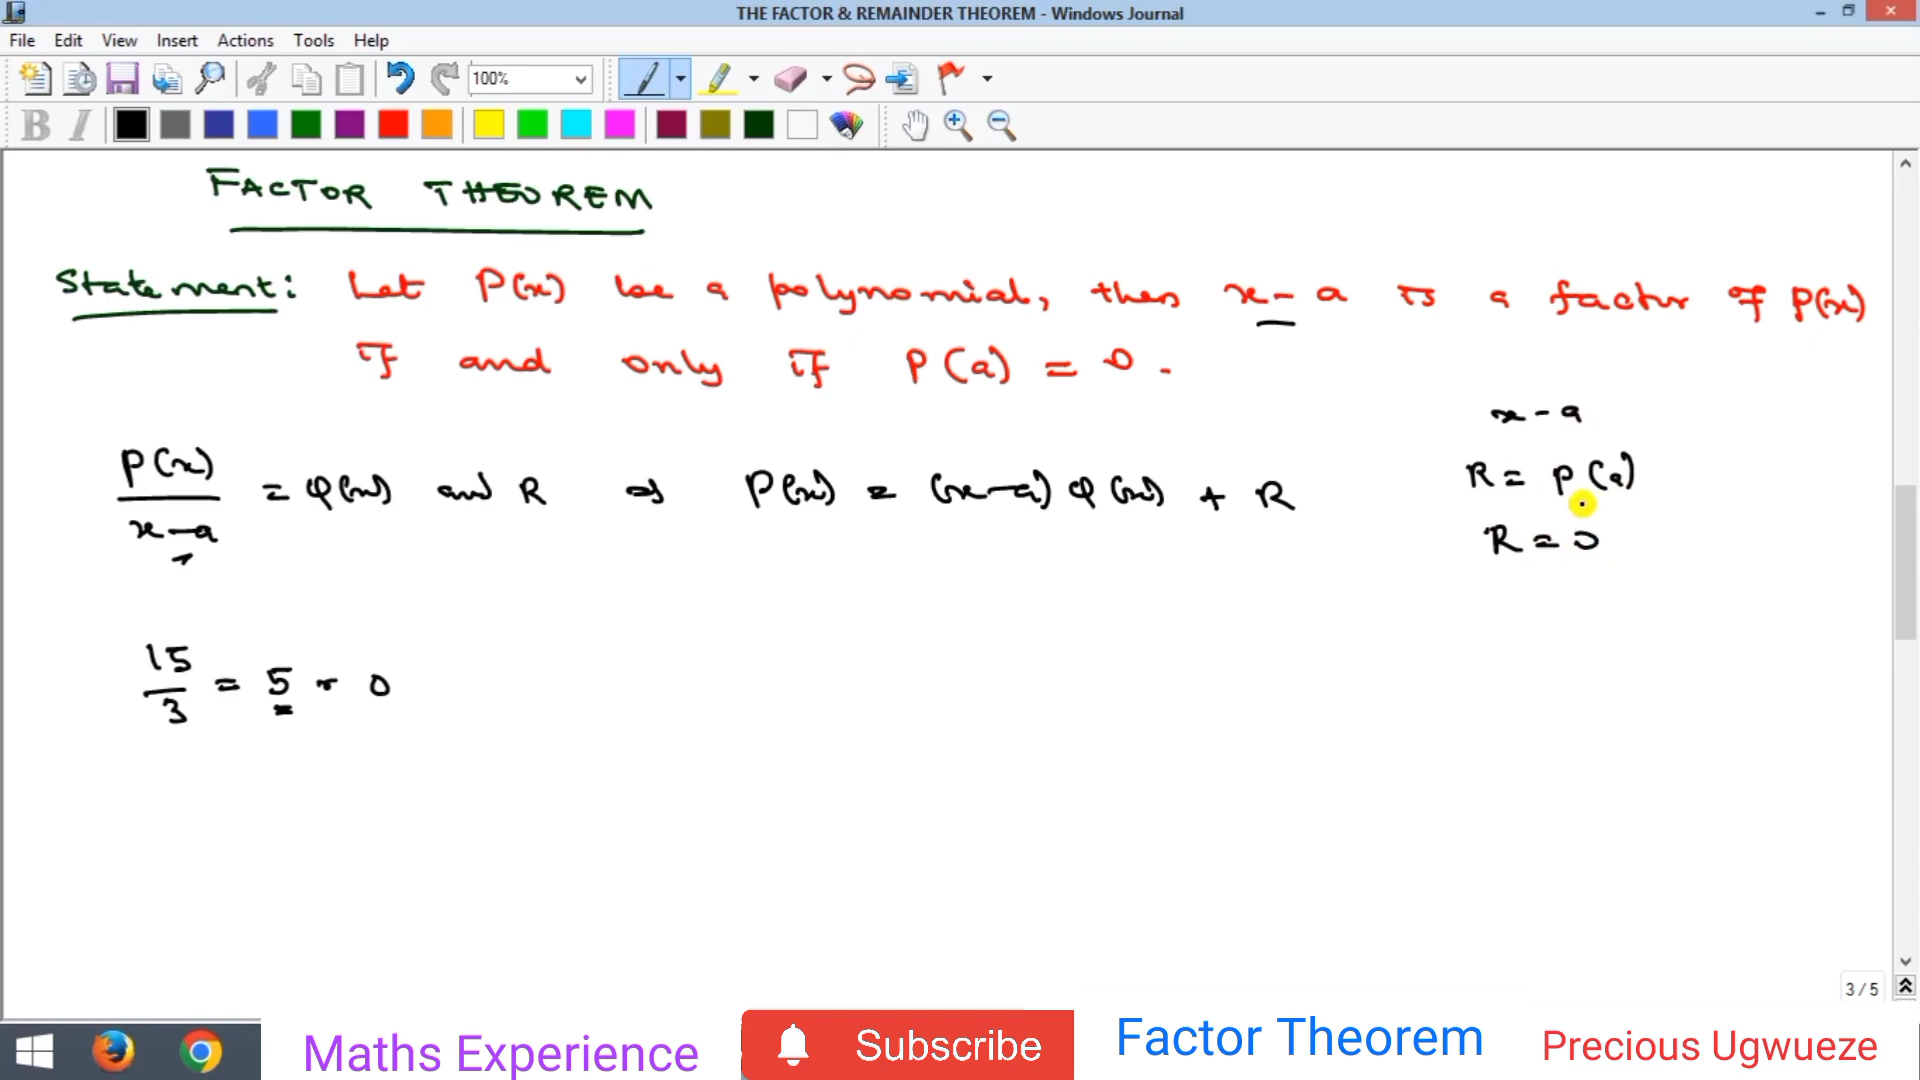 THE FACTOR & REMAINDER THEOREM - Windows Journal
File Edit View Insert Actions Tools Help
100%
B I
FACTOR THEOREM
Statement: Let P(x) be a polynomial, then x - a is a factor of P(x)
if and only if P(a) = 0.
x - a
P(x)/(x-a) = Q(x) and R ⇒ P(x) = (x-a) Q(x) + R
R = P(a)
R = 0
15/3 = 5 r 0
3 / 5
Maths Experience Subscribe Factor Theorem Precious Ugwueze